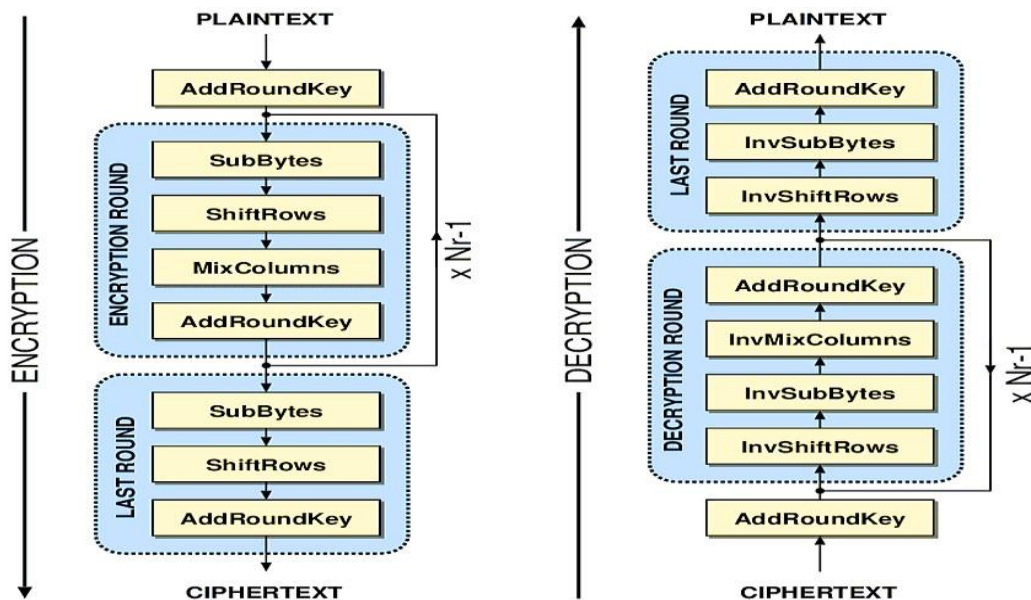 PLAINTEXT
AddRoundKey
SubBytes
ShiftRows
MixColumns
AddRoundKey
ENCRYPTION ROUND
x Nr-1
SubBytes
ShiftRows
AddRoundKey
LAST ROUND
CIPHERTEXT
ENCRYPTION
PLAINTEXT
AddRoundKey
InvSubBytes
InvShiftRows
LAST ROUND
AddRoundKey
InvMixColumns
InvSubBytes
InvShiftRows
DECRYPTION ROUND
x Nr-1
AddRoundKey
CIPHERTEXT
DECRYPTION